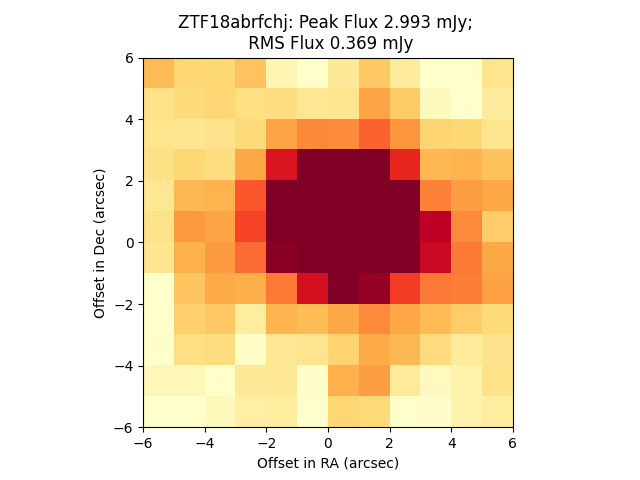 ZTF18abrfchj: Peak Flux 2.993 mJy;
RMS Flux 0.369 mJy
6
4
2
0
−2
−4
−6
Offset in Dec (arcsec)
−6 −4 −2 0 2 4 6
Offset in RA (arcsec)